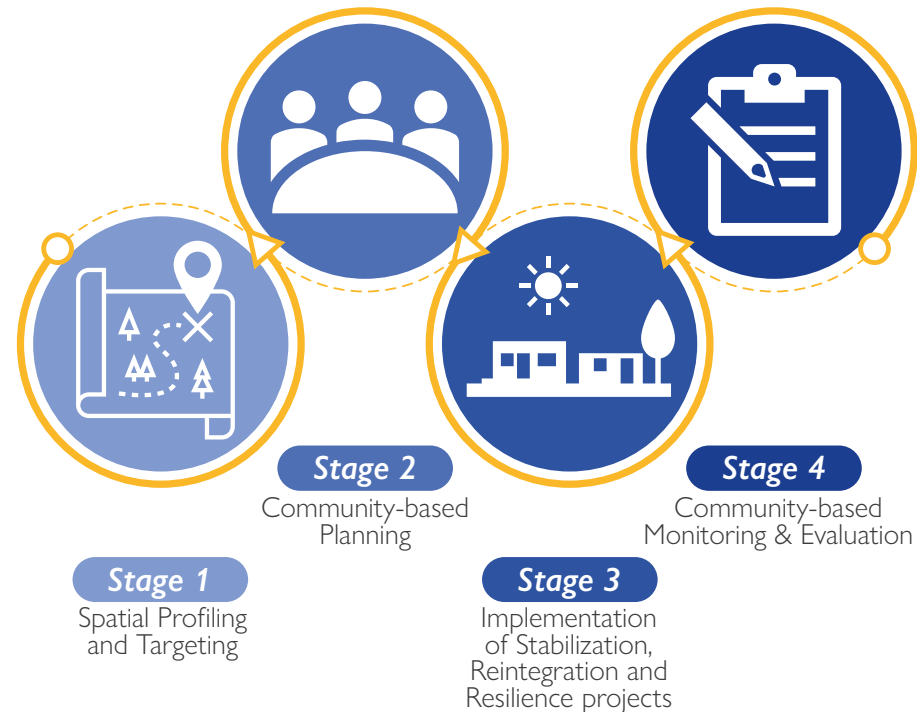 Stage 1
Spatial Profiling
and Targeting
Stage 2
Community-based
Planning
Stage 3
Implementation
of Stabilization,
Reintegration and
Resilience projects
Stage 4
Community-based
Monitoring & Evaluation